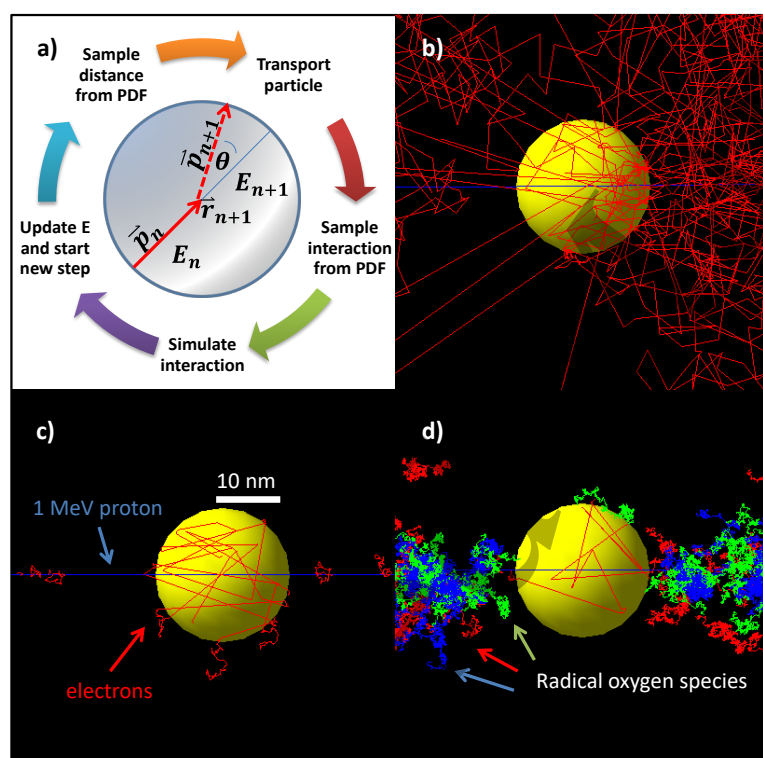 a)
Sample
distance
from PDF
Transport
particle
b)
Update E
and start
new step
Sample
interaction
from PDF
Simulate
interaction
p⃗n+1
θ
En+1
r⃗n+1
p⃗n
En
c)
10 nm
1 MeV proton
electrons
d)
Radical oxygen species